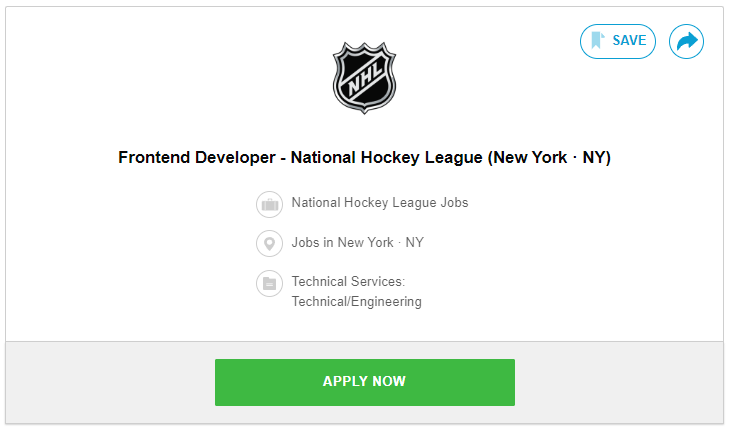 SAVE
NHL
Frontend Developer - National Hockey League (New York · NY)
National Hockey League Jobs
Jobs in New York · NY
Technical Services:
Technical/Engineering
APPLY NOW